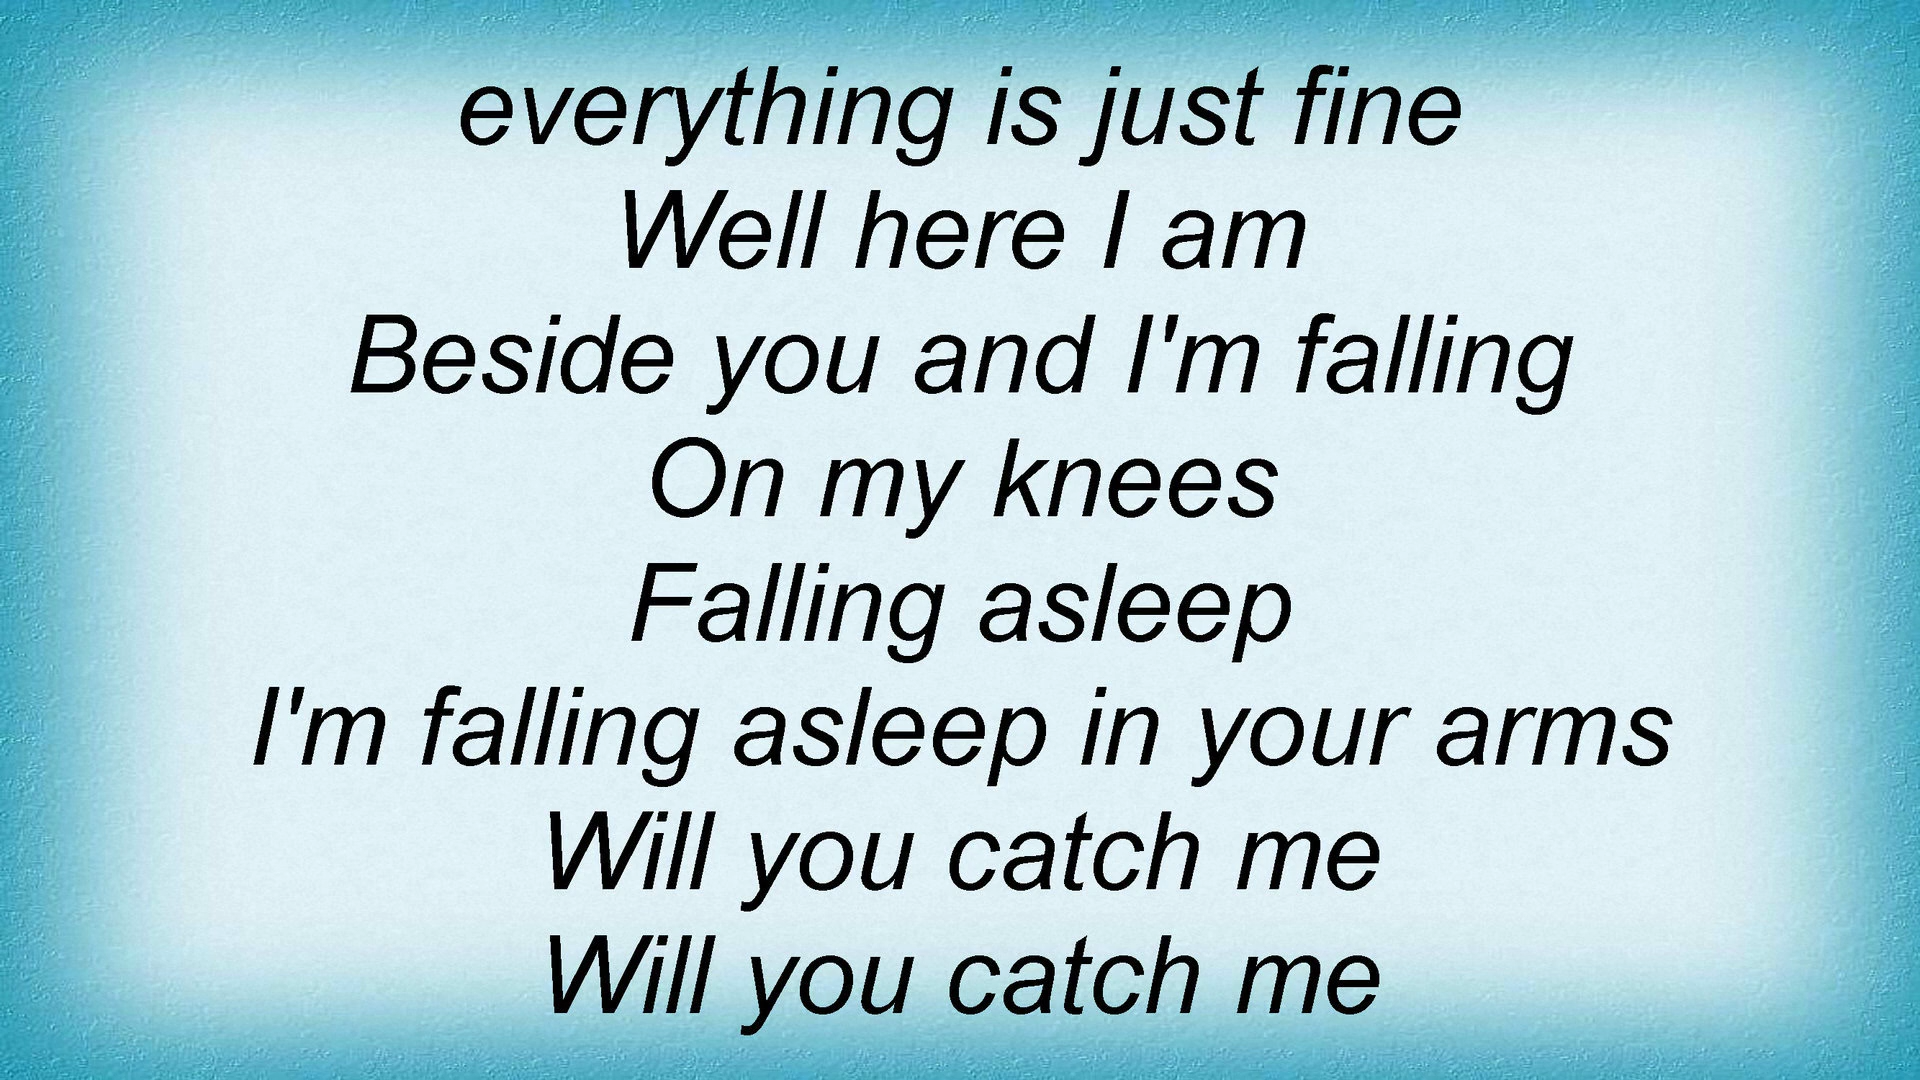 everything is just fine
Well here I am
Beside you and I'm falling
On my knees
Falling asleep
I'm falling asleep in your arms
Will you catch me
Will you catch me